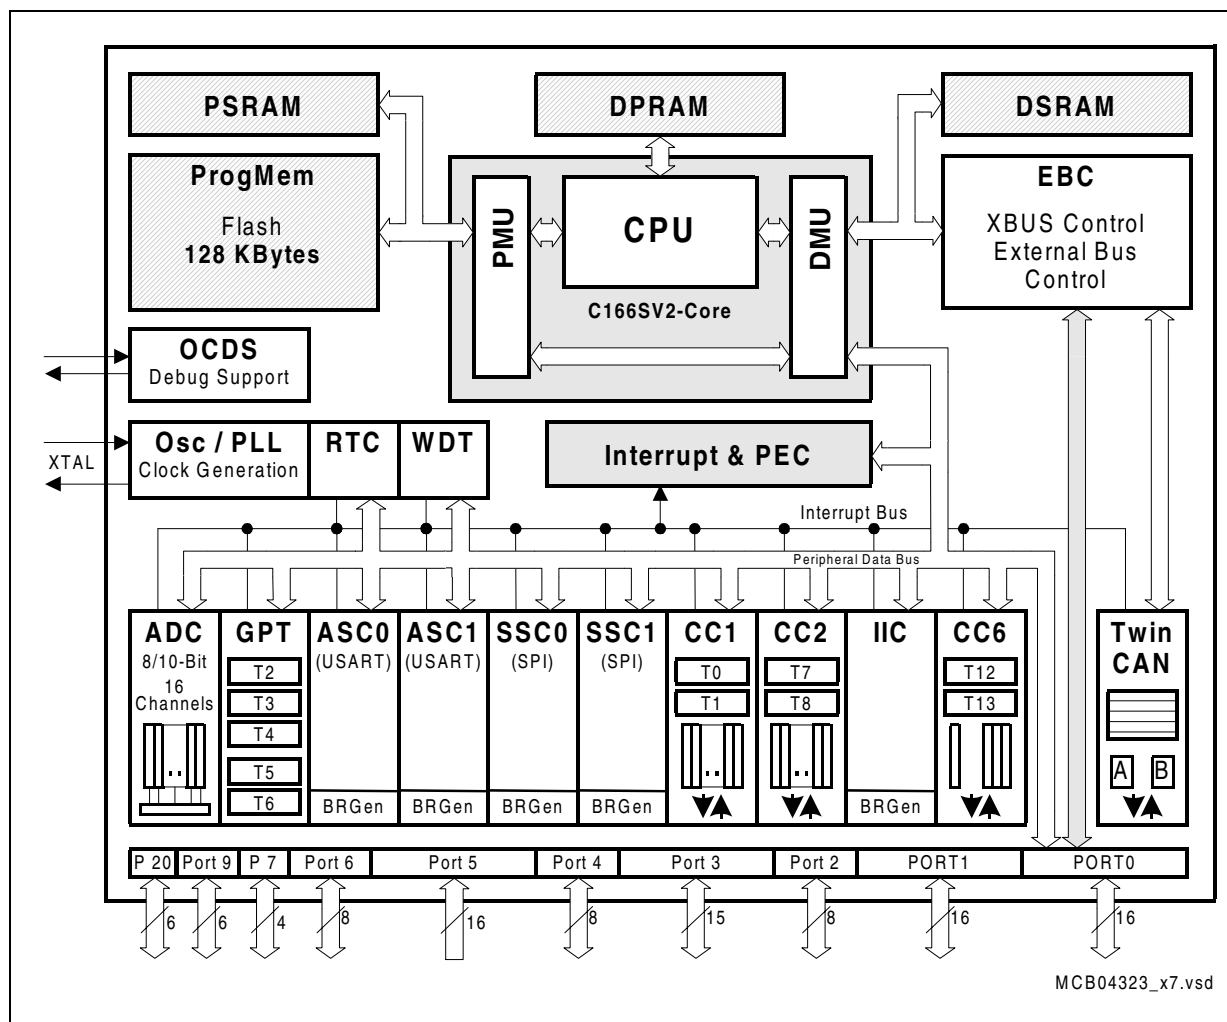 PSRAM
DPRAM
DSRAM
ProgMem
Flash
128 KBytes
PMU
CPU
DMU
C166SV2-Core
EBC
XBUS Control
External Bus
Control
OCDS
Debug Support
XTAL
Osc / PLL
Clock Generation
RTC
WDT
Interrupt & PEC
Interrupt Bus
Peripheral Data Bus
ADC
8/10-Bit
16
Channels
GPT
T2
T3
T4
T5
T6
ASC0
(USART)
BRGen
ASC1
(USART)
BRGen
SSC0
(SPI)
BRGen
SSC1
(SPI)
BRGen
CC1
T0
T1
CC2
T7
T8
IIC
BRGen
CC6
T12
T13
Twin
CAN
A
B
P 20
Port 9
P 7
Port 6
Port 5
Port 4
Port 3
Port 2
PORT1
PORT0
6
6
4
8
16
8
15
8
16
16
MCB04323_x7.vsd